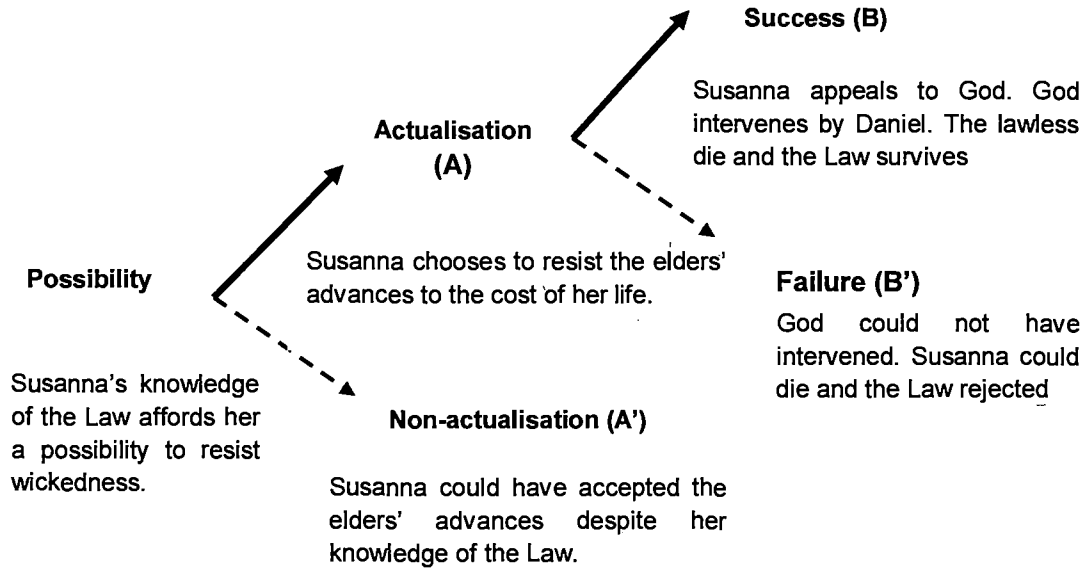 Success (B)
Susanna appeals to God. God
intervenes by Daniel. The lawless
die and the Law survives
Actualisation
(A)
Susanna chooses to resist the elders'
advances to the cost of her life.
Possibility
Failure (B')
God could not have
intervened. Susanna could
die and the Law rejected
Susanna's knowledge
of the Law affords her
a possibility to resist
wickedness.
Non-actualisation (A')
Susanna could have accepted the
elders' advances despite her
knowledge of the Law.